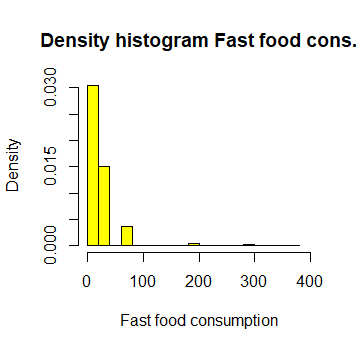 Density histogram Fast food cons.
Density
0.030
0.015
0.000
0 100 200 300 400
Fast food consumption